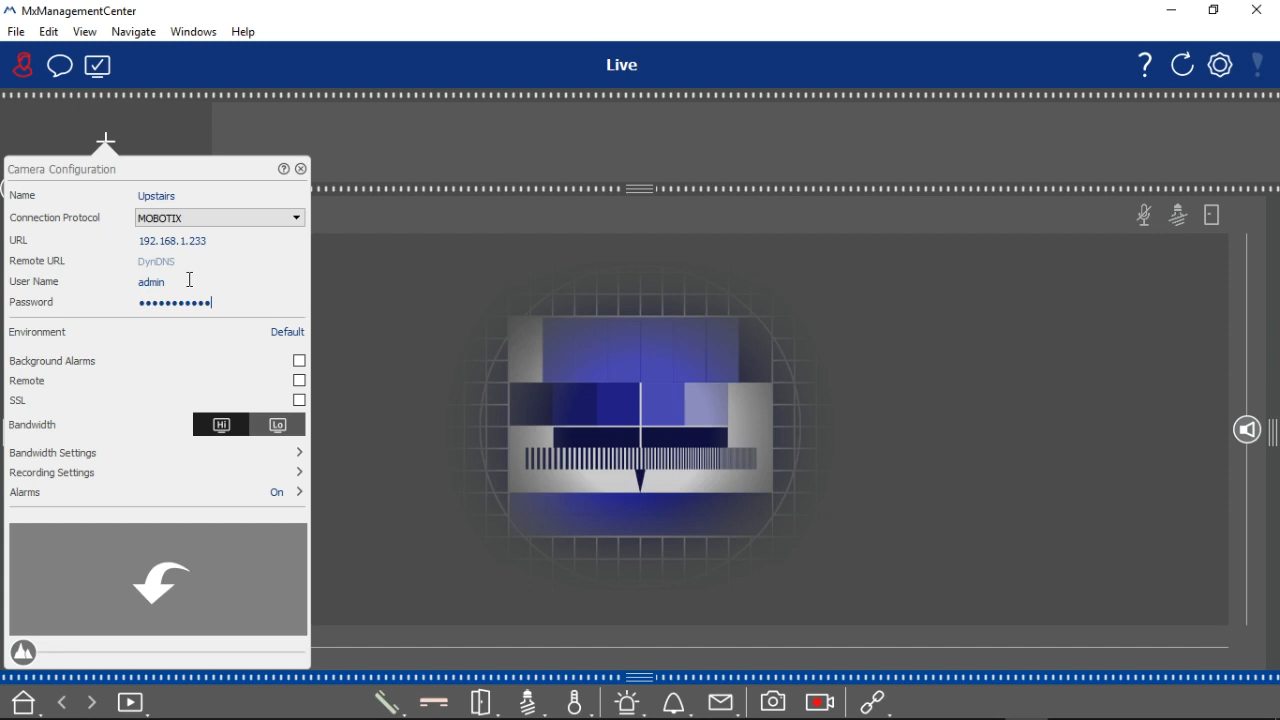 MxManagementCenter
File Edit View Navigate Windows Help
Live
Camera Configuration
Name Upstairs
Connection Protocol MOBOTIX
URL 192.168.1.233
Remote URL DynDNS
User Name admin
Password •••••••••••
Environment Default
Background Alarms
Remote
SSL
Bandwidth Hi Lo
Bandwidth Settings
Recording Settings
Alarms On